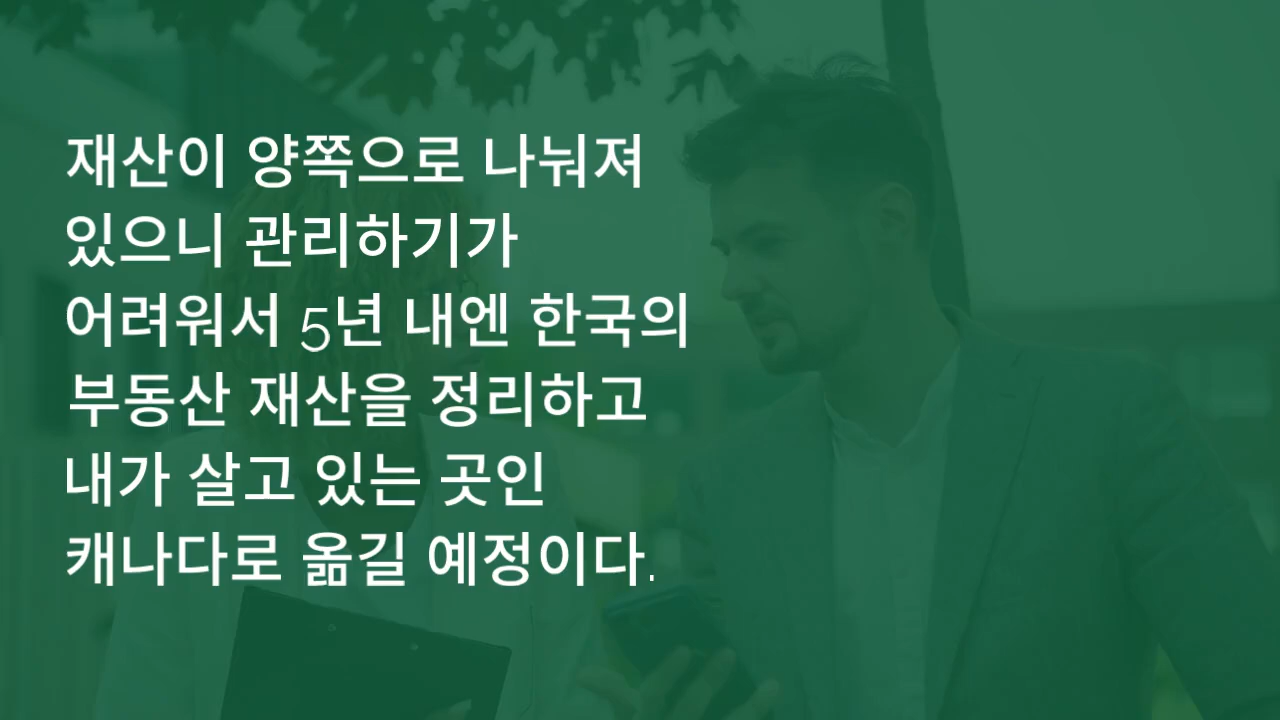 재산이 양쪽으로 나눠져
있으니 관리하기가
어려워서 5년 내엔 한국의
부동산 재산을 정리하고
내가 살고 있는 곳인
캐나다로 옮길 예정이다.